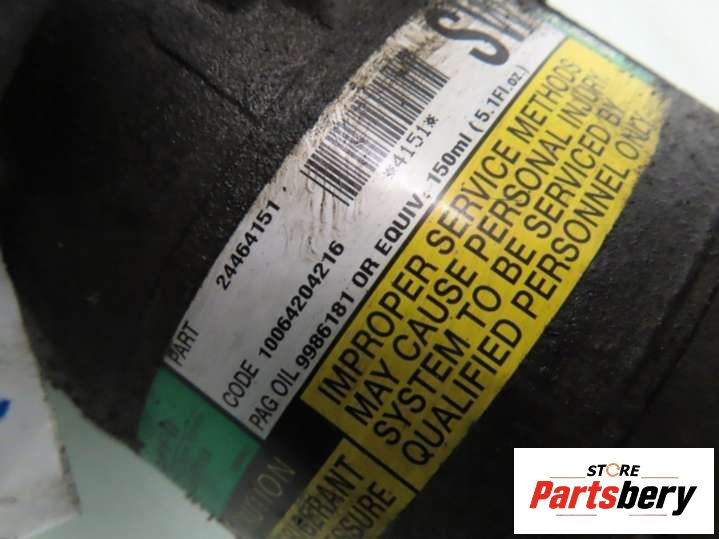 *4151*
PART 24464151
CODE 10064204216
PAG OIL 9986181 OR EQUIV: 150ml (5.1Fl.oz.)
IMPROPER SERVICE METHODS
MAY CAUSE PERSONAL INJURY
SYSTEM TO BE SERVICED BY
QUALIFIED PERSONNEL ONLY.
STORE
Partsbery